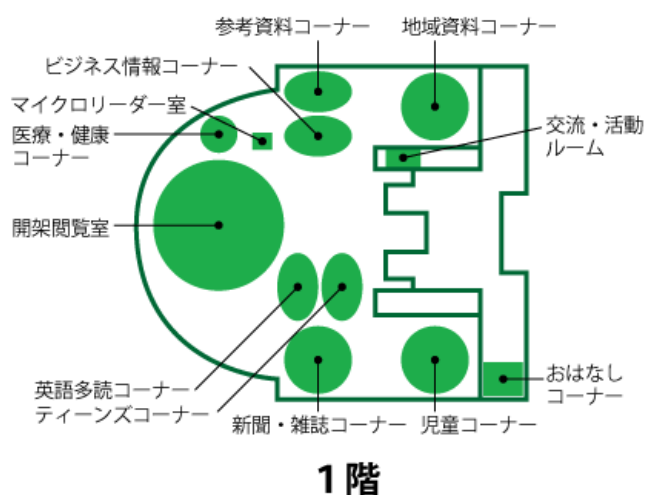 参考資料コーナー
地域資料コーナー
ビジネス情報コーナー
マイクロリーダー室
医療・健康
コーナー
交流・活動
ルーム
開架閲覧室
英語多読コーナー
ティーンズコーナー
新聞・雑誌コーナー
児童コーナー
おはなし
コーナー
1階